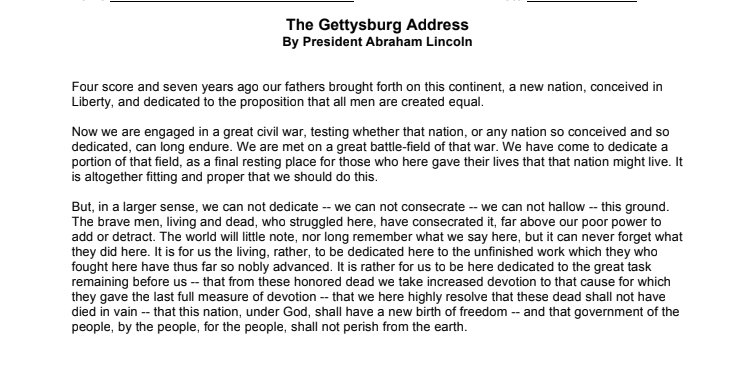 The Gettysburg Address
By President Abraham Lincoln
Four score and seven years ago our fathers brought forth on this continent, a new nation, conceived in
Liberty, and dedicated to the proposition that all men are created equal.
Now we are engaged in a great civil war, testing whether that nation, or any nation so conceived and so
dedicated, can long endure. We are met on a great battle-field of that war. We have come to dedicate a
portion of that field, as a final resting place for those who here gave their lives that that nation might live. It
is altogether fitting and proper that we should do this.
But, in a larger sense, we can not dedicate -- we can not consecrate -- we can not hallow -- this ground.
The brave men, living and dead, who struggled here, have consecrated it, far above our poor power to
add or detract. The world will little note, nor long remember what we say here, but it can never forget what
they did here. It is for us the living, rather, to be dedicated here to the unfinished work which they who
fought here have thus far so nobly advanced. It is rather for us to be here dedicated to the great task
remaining before us -- that from these honored dead we take increased devotion to that cause for which
they gave the last full measure of devotion -- that we here highly resolve that these dead shall not have
died in vain -- that this nation, under God, shall have a new birth of freedom -- and that government of the
people, by the people, for the people, shall not perish from the earth.